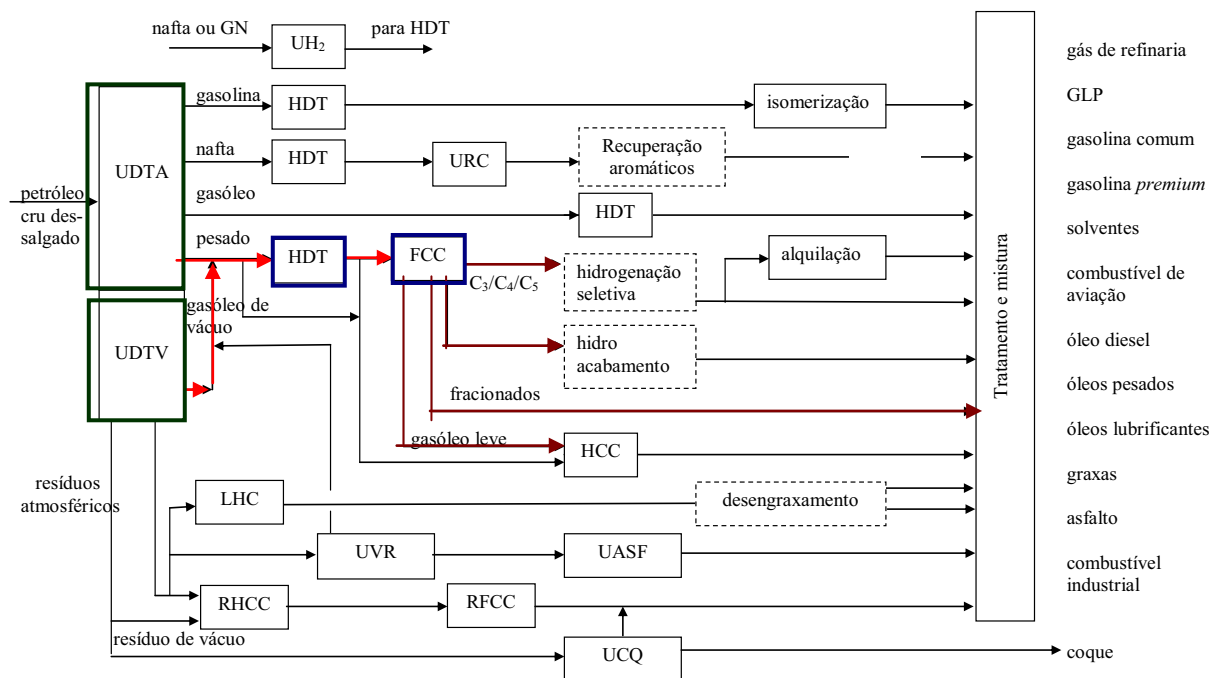 nafta ou GN
UH₂
para HDT
gás de refinaria
gasolina
HDT
isomerização
GLP
nafta
HDT
URC
Recuperação
aromáticos
gasolina comum
UDTA
petróleo
cru des-
salgado
gasóleo
HDT
gasolina premium
solventes
pesado
HDT
FCC
C₃/C₄/C₅
hidrogenação
seletiva
alquilação
combustível de
aviação
gasóleo de
vácuo
UDTV
hidro
acabamento
óleo diesel
Tratamento e mistura
fracionados
óleos pesados
gasóleo leve
HCC
óleos lubrificantes
resíduos
atmosféricos
LHC
desengraxamento
graxas
asfalto
UVR
UASF
combustível
industrial
RHCC
RFCC
resíduo de vácuo
UCQ
coque